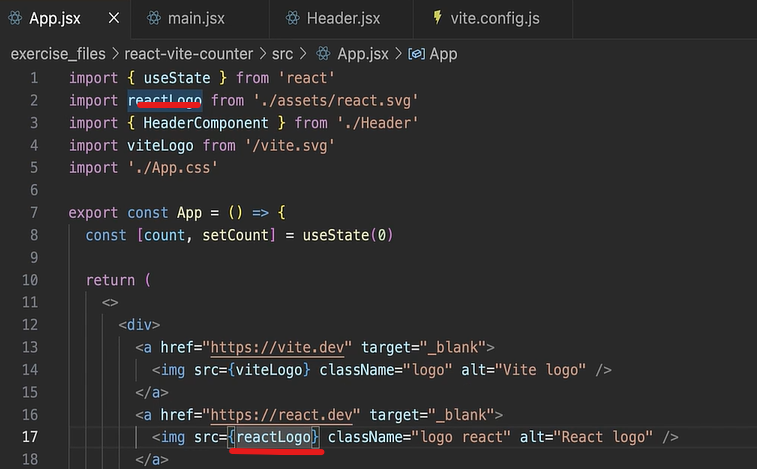 App.jsx main.jsx Header.jsx vite.config.js
exercise_files > react-vite-counter > src > App.jsx > App
1 import { useState } from 'react'
2 import reactLogo from './assets/react.svg'
3 import { HeaderComponent } from './Header'
4 import viteLogo from '/vite.svg'
5 import './App.css'
6
7 export const App = () => {
8 const [count, setCount] = useState(0)
9
10 return (
11 <>
12 <div>
13 <a href="https://vite.dev" target="_blank">
14 <img src={viteLogo} className="logo" alt="Vite logo" />
15 </a>
16 <a href="https://react.dev" target="_blank">
17 <img src={reactLogo} className="logo react" alt="React logo" />
18 </a>